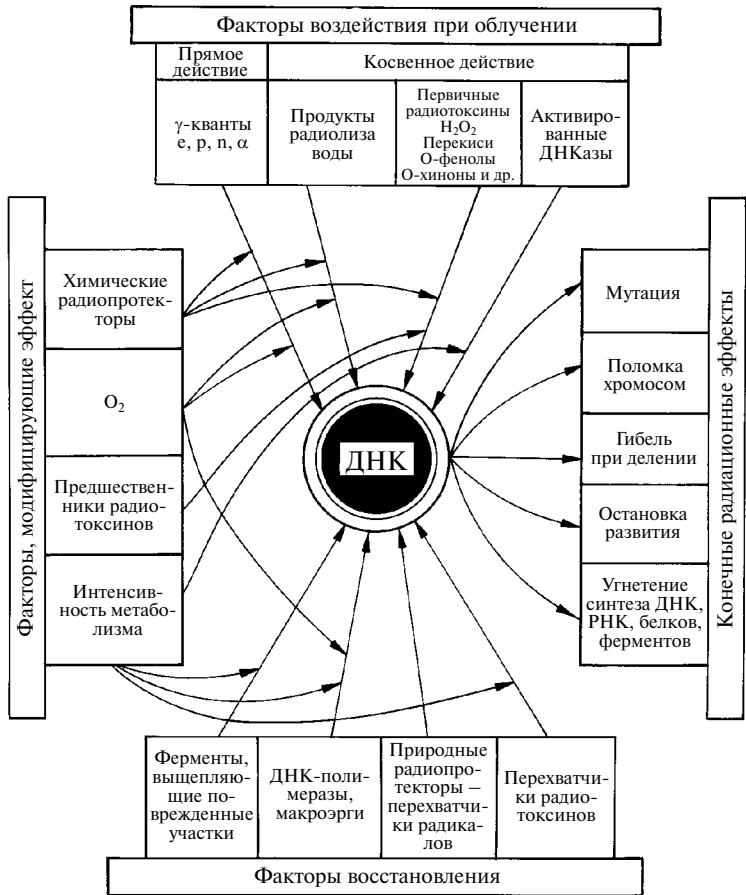 Факторы воздействия при облучении
Прямое
действие
Косвенное действие
γ-кванты
e, p, n, α
Продукты
радиолиза
воды
Первичные
радиотоксины
H₂O₂
Перекиси
О-фенолы
О-хиноны и др.
Активиро-
ванные
ДНКазы
Факторы, модифицирующие эффект
Химические
радиопротек-
торы
O₂
Предшествен-
ники радио-
токсинов
Интенсив-
ность метабо-
лизма
ДНК
Мутация
Поломка
хромосом
Гибель
при делении
Остановка
развития
Угнетение
синтеза ДНК,
РНК, белков,
ферментов
Конечные радиационные эффекты
Ферменты,
выщепляю-
щие по-
врежденные
участки
ДНК-поли-
меразы,
макроэрги
Природные
радиопро-
текторы –
перехватчи-
ки радика-
лов
Перехватчи-
ки радио-
токсинов
Факторы восстановления